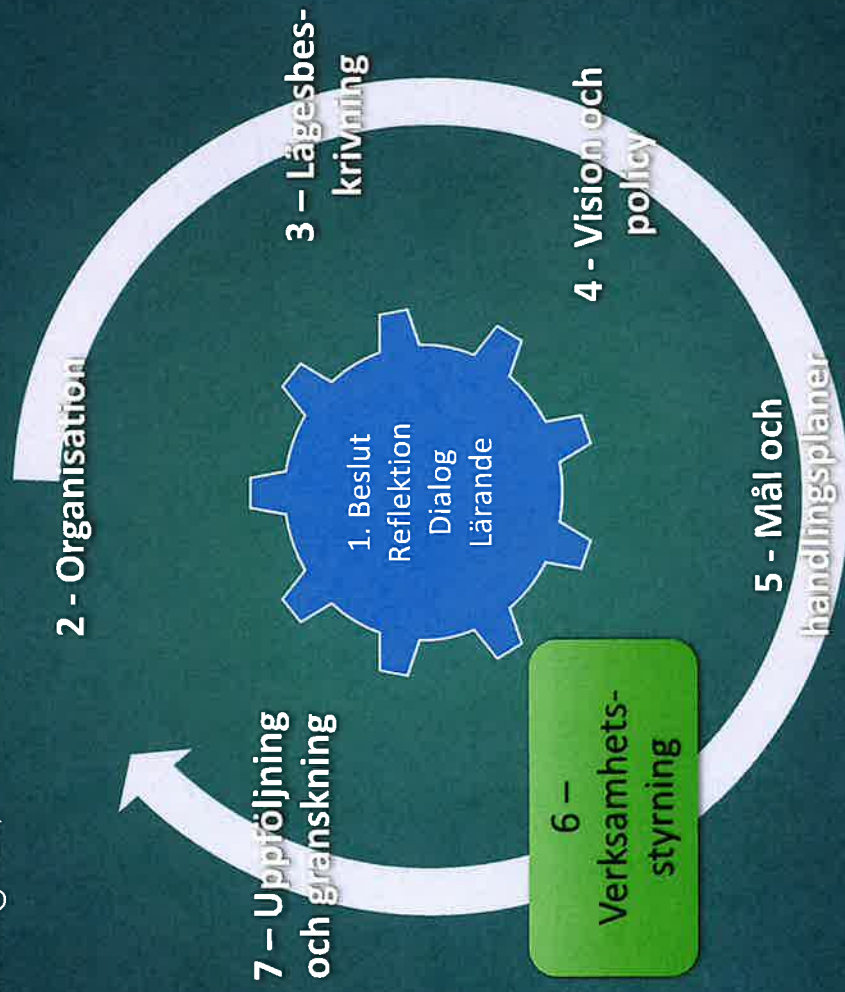 2 - Organisation
3 – Lägesbes-
krivning
4 - Vision och
policy
5 - Mål och
handlingsplaner
6 –
Verksamhets-
styrning
7 – Uppföljning
och granskning
1. Beslut
Reflektion
Dialog
Lärande